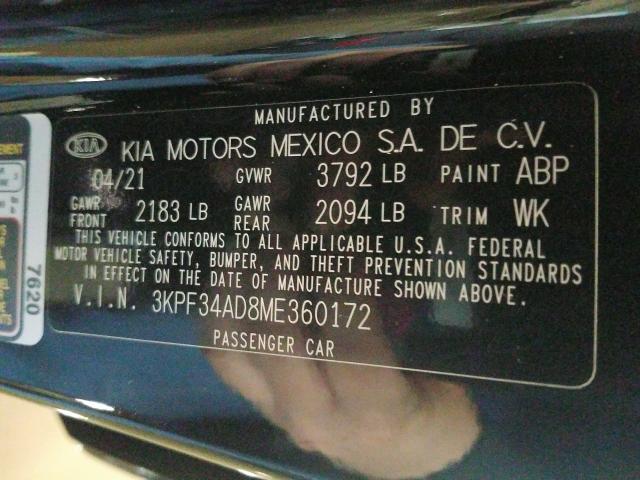 MANUFACTURED BY
KIA KIA MOTORS MEXICO S.A. DE C.V.
04/21 GVWR 3792 LB PAINT ABP
GAWR FRONT 2183 LB GAWR REAR 2094 LB TRIM WK
THIS VEHICLE CONFORMS TO ALL APPLICABLE U.S.A. FEDERAL
MOTOR VEHICLE SAFETY, BUMPER, AND THEFT PREVENTION STANDARDS
IN EFFECT ON THE DATE OF MANUFACTURE SHOWN ABOVE.
V.I.N. 3KPF34AD8ME360172
PASSENGER CAR
7620